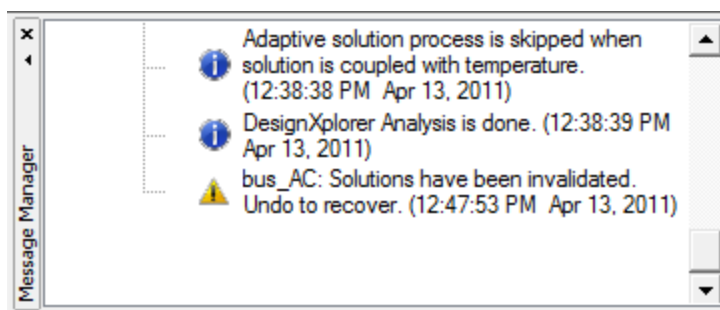 Adaptive solution process is skipped when
solution is coupled with temperature.
(12:38:38 PM  Apr 13, 2011)
DesignXplorer Analysis is done. (12:38:39 PM
Apr 13, 2011)
bus_AC: Solutions have been invalidated.
Undo to recover. (12:47:53 PM  Apr 13, 2011)
Message Manager